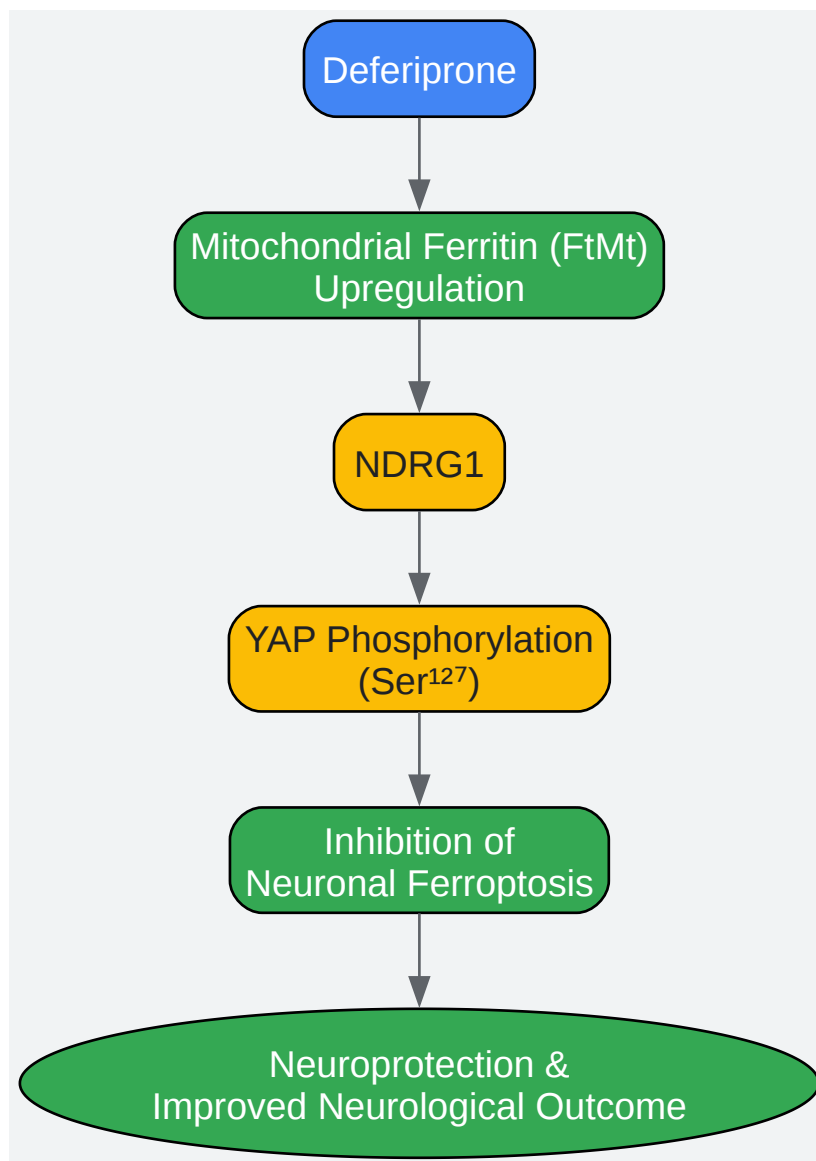 Deferiprone
Mitochondrial Ferritin (FtMt)
Upregulation
NDRG1
YAP Phosphorylation
(Ser¹²⁷)
Inhibition of
Neuronal Ferroptosis
Neuroprotection &
Improved Neurological Outcome